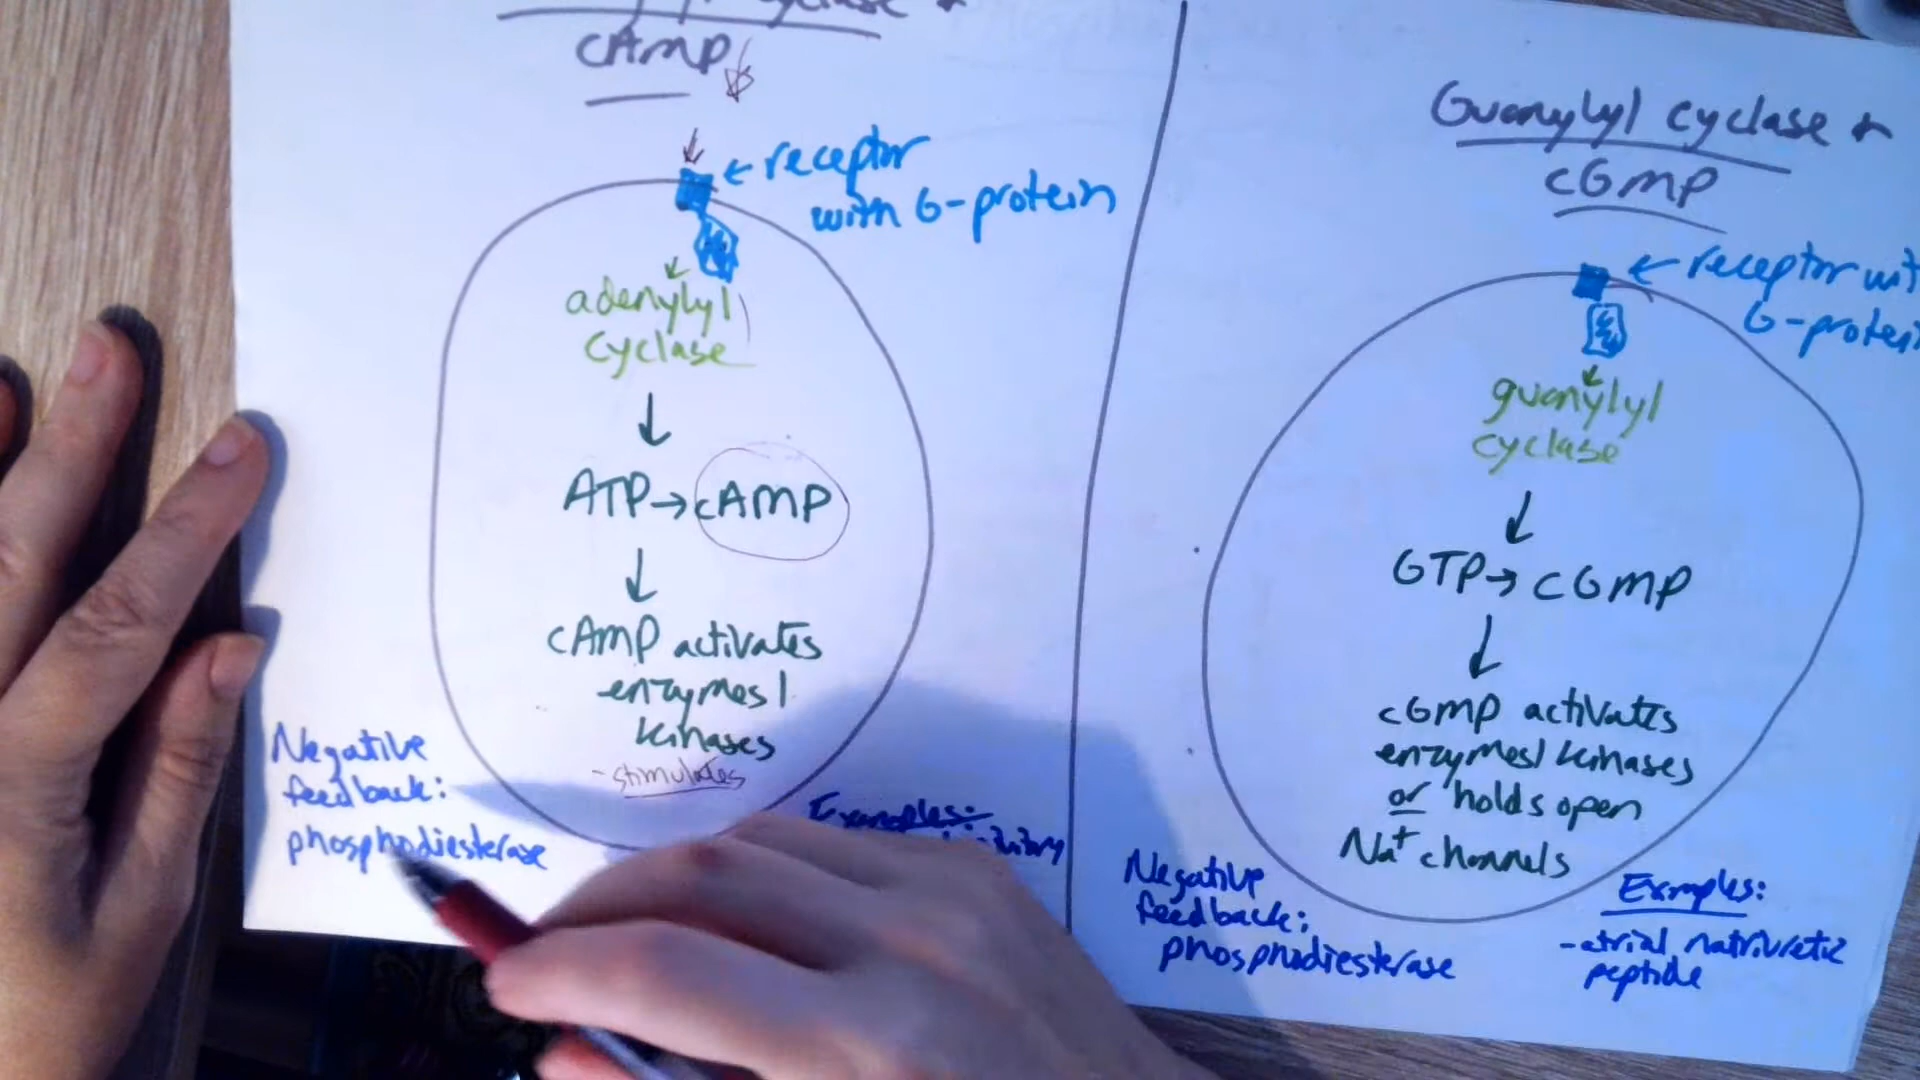 cyclase +
cAMP
← receptor
with G-protein
adenylyl
cyclase
ATP → cAMP
cAMP activates
enzymes/
kinases
- stimulates
Negative
feedback:
phosphodiesterase
Examples:
Guanylyl cyclase +
cGMP
← receptor wit
G-protein
guanylyl
cyclase
GTP → cGMP
cGMP activates
enzymes/kinases
or holds open
Na+ channels
Negative
feedback:
phosphodiesterase
Examples:
- atrial natriuretic
peptide